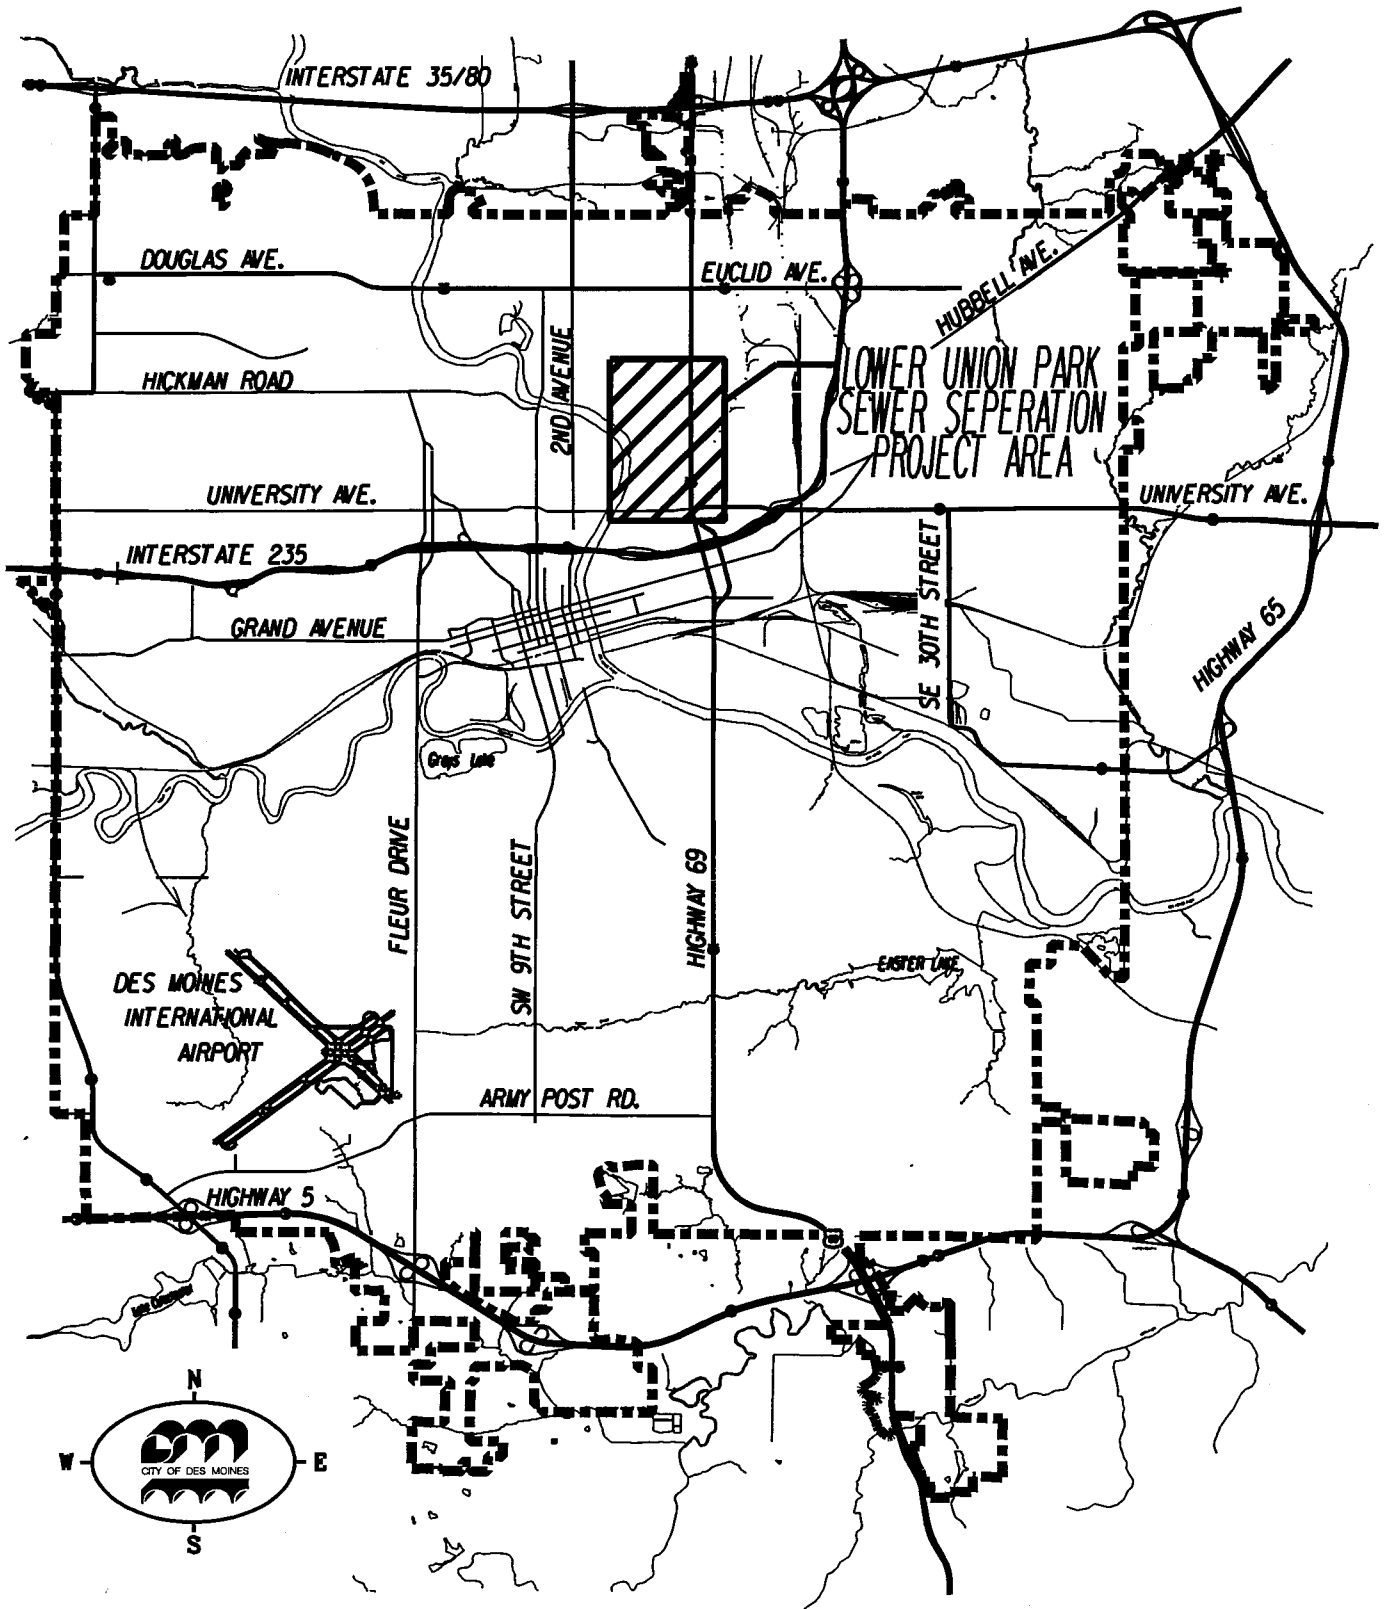 INTERSTATE 35/80
DOUGLAS AVE.
EUCLID AVE.
HUBBELL AVE.
2ND AVENUE
HICKMAN ROAD
LOWER UNION PARK
SEWER SEPERATION
PROJECT AREA
UNIVERSITY AVE.
UNIVERSITY AVE.
INTERSTATE 235
SE 30TH STREET
GRAND AVENUE
HIGHWAY 65
Grays Lake
FLEUR DRIVE
SW 9TH STREET
HIGHWAY 69
EASTER LAKE
DES MOINES
INTERNATIONAL
AIRPORT
ARMY POST RD.
HIGHWAY 5
N
W
E
CITY OF DES MOINES
S